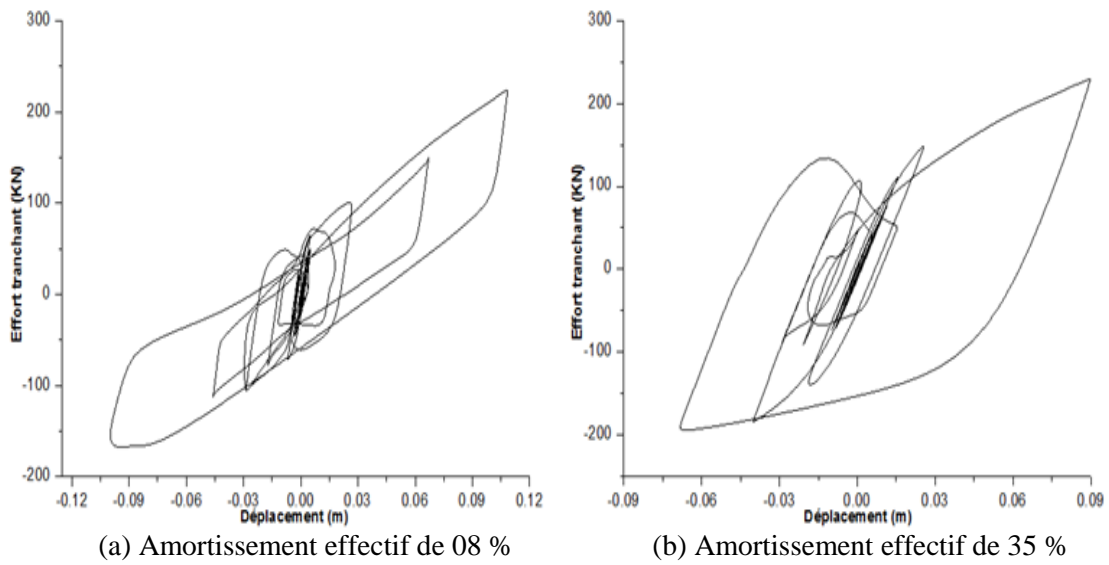 300
200
100
0
-100
-200
Effort tranchant (KN)
-0.12 -0.09 -0.06 -0.03 0.00 0.03 0.06 0.09 0.12
Déplacement (m)
(a) Amortissement effectif de 08 %
300
200
100
0
-100
-200
Effort tranchant (KN)
-0.09 -0.06 -0.03 0.00 0.03 0.06 0.09
Déplacement (m)
(b) Amortissement effectif de 35 %